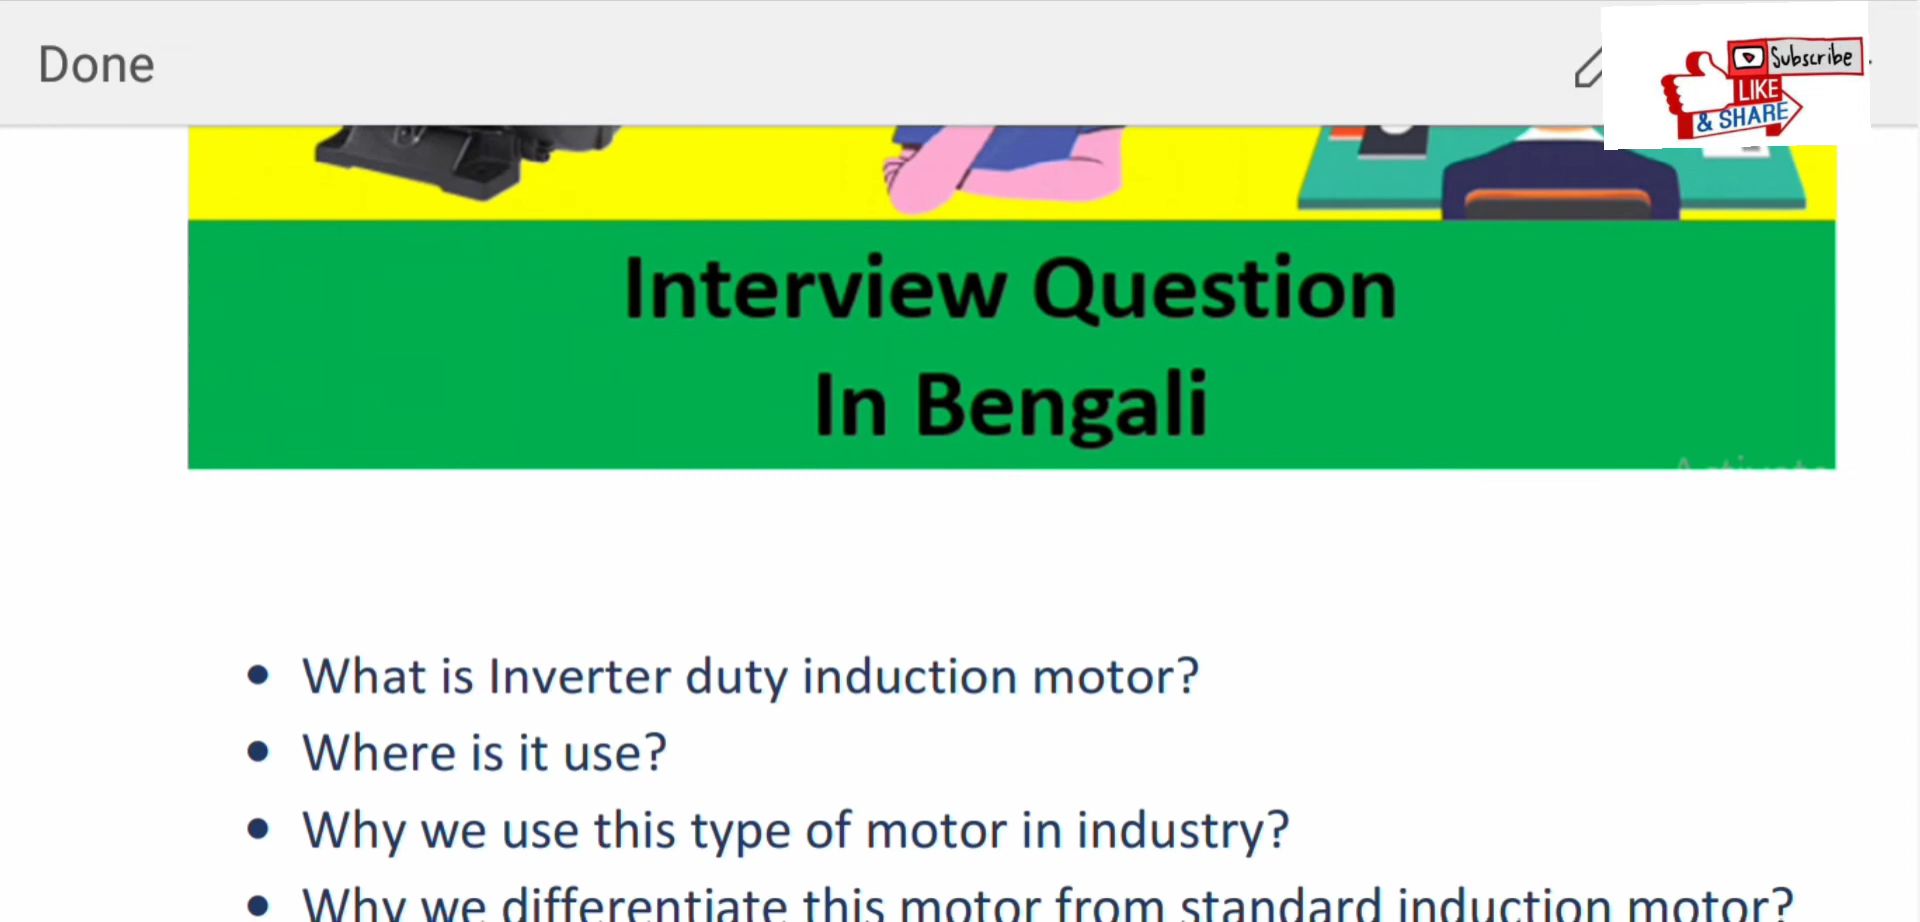 Done
Subscribe
LIKE
& SHARE
Interview Question
In Bengali
• What is Inverter duty induction motor?
• Where is it use?
• Why we use this type of motor in industry?
• Why we differentiate this motor from standard induction motor?